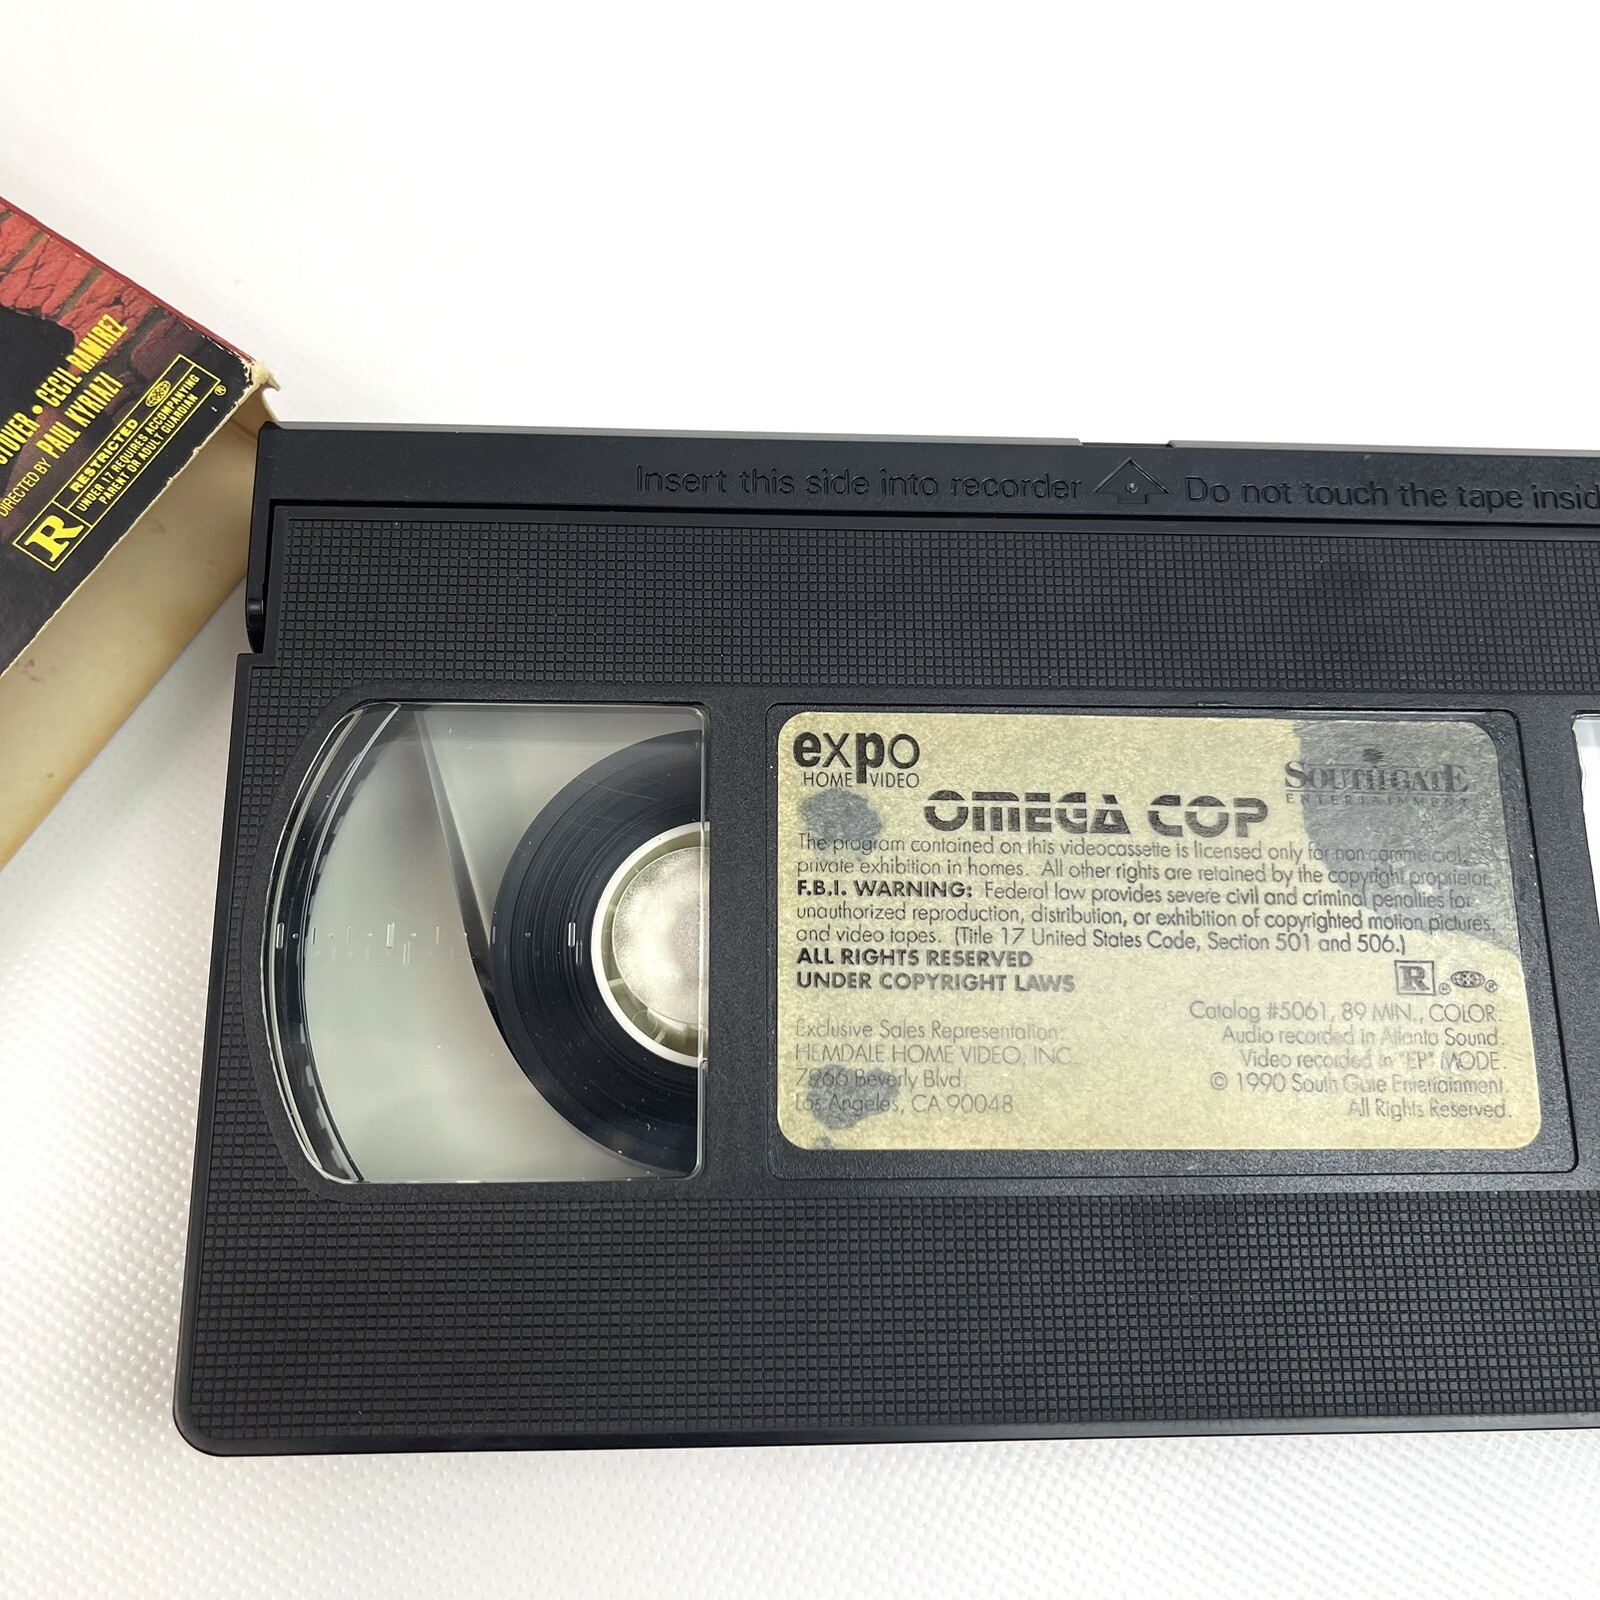 STOVER • CECIL RAMIREZ
DIRECTED BY PAUL KYRIAZI
R
RESTRICTED
UNDER 17 REQUIRES ACCOMPANYING
PARENT OR ADULT GUARDIAN
®
Insert this side into recorder Do not touch the tape inside
expo
HOME VIDEO
SOUTHGATE
ENTERTAINMENT
OMEGA COP
The program contained on this videocassette is licensed only for non-commercial,
private exhibition in homes. All other rights are retained by the copyright proprietor.
F.B.I. WARNING: Federal law provides severe civil and criminal penalties for
unauthorized reproduction, distribution, or exhibition of copyrighted motion pictures,
and video tapes. (Title 17 United States Code, Section 501 and 506.)
ALL RIGHTS RESERVED
UNDER COPYRIGHT LAWS
R ® ®
Catalog #5061, 89 MIN., COLOR.
Audio recorded in Atlanta Sound.
Video recorded in "EP" MODE.
© 1990 South Gate Entertainment.
All Rights Reserved.
Exclusive Sales Representation:
HEMDALE HOME VIDEO, INC.
7966 Beverly Blvd.
Los Angeles, CA 90048